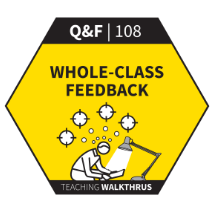 Q&F | 108
WHOLE-CLASS
FEEDBACK
TEACHING WALKTHRUS